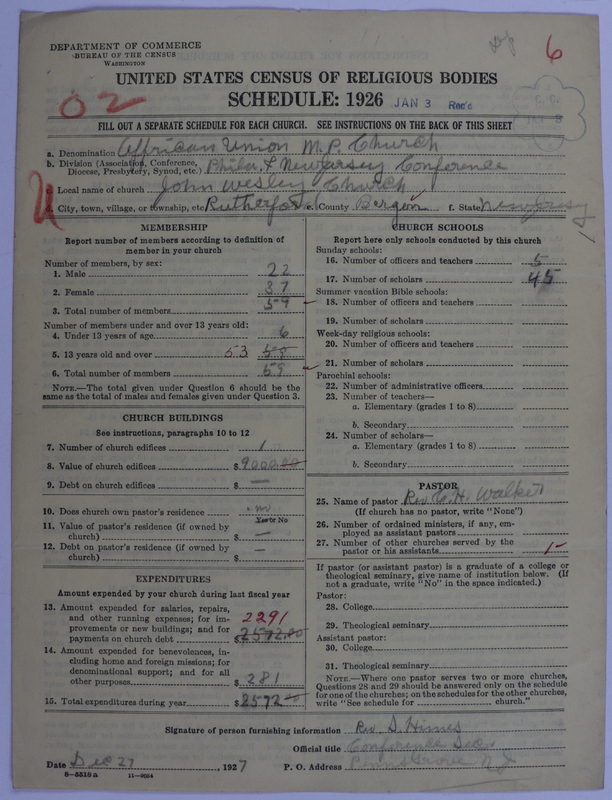 DEPARTMENT OF COMMERCE
BUREAU OF THE CENSUS
WASHINGTON
6
UNITED STATES CENSUS OF RELIGIOUS BODIES
SCHEDULE: 1926 JAN 3 Rec'd
02
FILL OUT A SEPARATE SCHEDULE FOR EACH CHURCH. SEE INSTRUCTIONS ON THE BACK OF THIS SHEET
a. Denomination African Union M.P. Church
b. Division (Association, Conference, Diocese, Presbytery, Synod, etc.) Phila & New Jersey Conference
c. Local name of church John Wesley Church
d. City, town, village, or township, etc. Rutherford e. County Bergen f. State New Jersey
MEMBERSHIP
Report number of members according to definition of member in your church
Number of members, by sex:
1. Male 22
2. Female 37
3. Total number of members 59
Number of members under and over 13 years old:
4. Under 13 years of age 6
5. 13 years old and over 53
6. Total number of members 59
NOTE.—The total given under Question 6 should be the same as the total of males and females given under Question 3.
CHURCH BUILDINGS
See instructions, paragraphs 10 to 12
7. Number of church edifices 1
8. Value of church edifices $9000.00
9. Debt on church edifices $ —
10. Does church own pastor's residence no
Yes or No
11. Value of pastor's residence (if owned by church) $ —
12. Debt on pastor's residence (if owned by church) $ —
EXPENDITURES
Amount expended by your church during last fiscal year
13. Amount expended for salaries, repairs, and other running expenses; for improvements or new buildings; and for payments on church debt 2291 $2572.00
14. Amount expended for benevolences, including home and foreign missions; for denominational support; and for all other purposes $281
15. Total expenditures during year $2572
CHURCH SCHOOLS
Report here only schools conducted by this church
Sunday schools:
16. Number of officers and teachers 5
17. Number of scholars 45
Summer vacation Bible schools:
18. Number of officers and teachers
19. Number of scholars
Week-day religious schools:
20. Number of officers and teachers
21. Number of scholars
Parochial schools:
22. Number of administrative officers
23. Number of teachers—
a. Elementary (grades 1 to 8)
b. Secondary
24. Number of scholars—
a. Elementary (grades 1 to 8)
b. Secondary
PASTOR
25. Name of pastor Rev. C. H. Walker
(If church has no pastor, write "None")
26. Number of ordained ministers, if any, employed as assistant pastors
27. Number of other churches served by the pastor or his assistants 1
If pastor (or assistant pastor) is a graduate of a college or theological seminary, give name of institution below. (If not a graduate, write "No" in the space indicated.)
Pastor:
28. College
29. Theological seminary
Assistant pastor:
30. College
31. Theological seminary
NOTE.—Where one pastor serves two or more churches, Questions 28 and 29 should be answered only on the schedule for one of the churches; on the schedules for the other churches, write "See schedule for church."
Signature of person furnishing information Rev. S. Himes
Official title Conference Sec.
Date Dec 27, 1927 P. O. Address Penns Grove N J
8—5518 a 11—9024